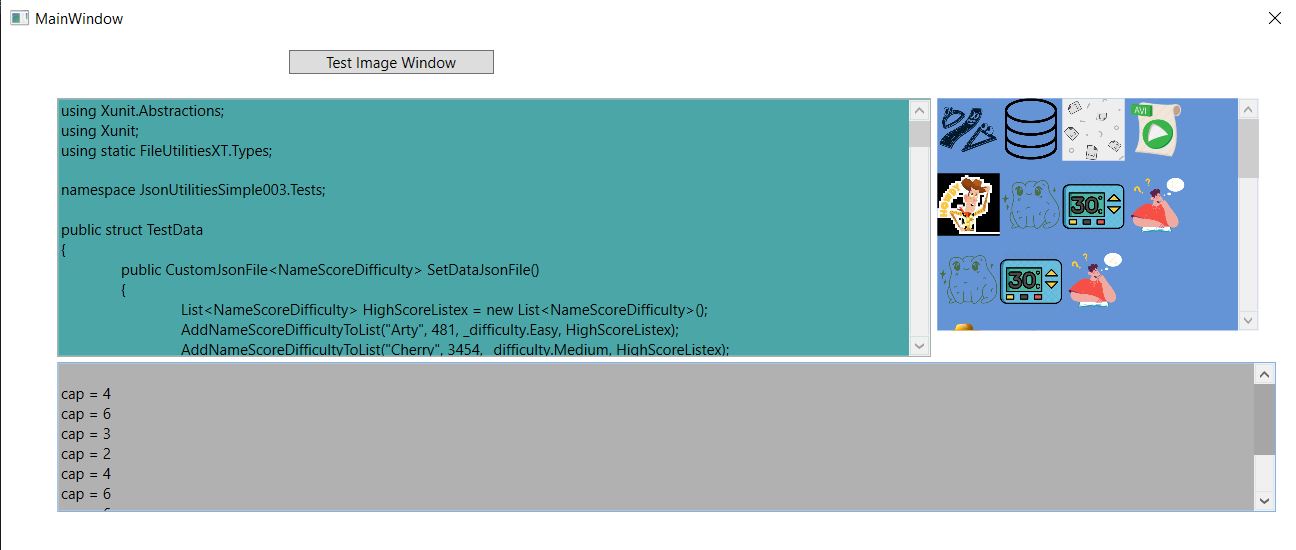 MainWindow
Test Image Window
using Xunit.Abstractions;
using Xunit;
using static FileUtilitiesXT.Types;
namespace JsonUtilitiesSimple003.Tests;
public struct TestData
{
public CustomJsonFile<NameScoreDifficulty> SetDataJsonFile()
{
List<NameScoreDifficulty> HighScoreListex = new List<NameScoreDifficulty>();
AddNameScoreDifficultyToList("Arty", 481, _difficulty.Easy, HighScoreListex);
AddNameScoreDifficultyToList("Cherry", 3454, _difficulty.Medium, HighScoreListex);
AVI
HOWDY
30
30
cap = 4
cap = 6
cap = 3
cap = 2
cap = 4
cap = 6